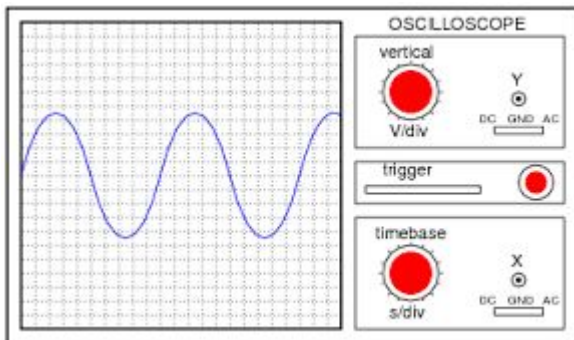 OSCILLOSCOPE
vertical
Y
V/div
DC GND AC
trigger
timebase
X
s/div
DC GND AC